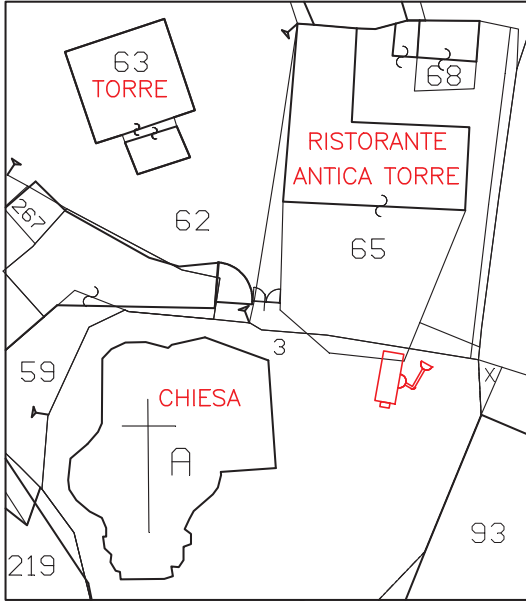 63
TORRE
68
RISTORANTE
ANTICA TORRE
267
62
65
3
59
X
CHIESA
A
93
219